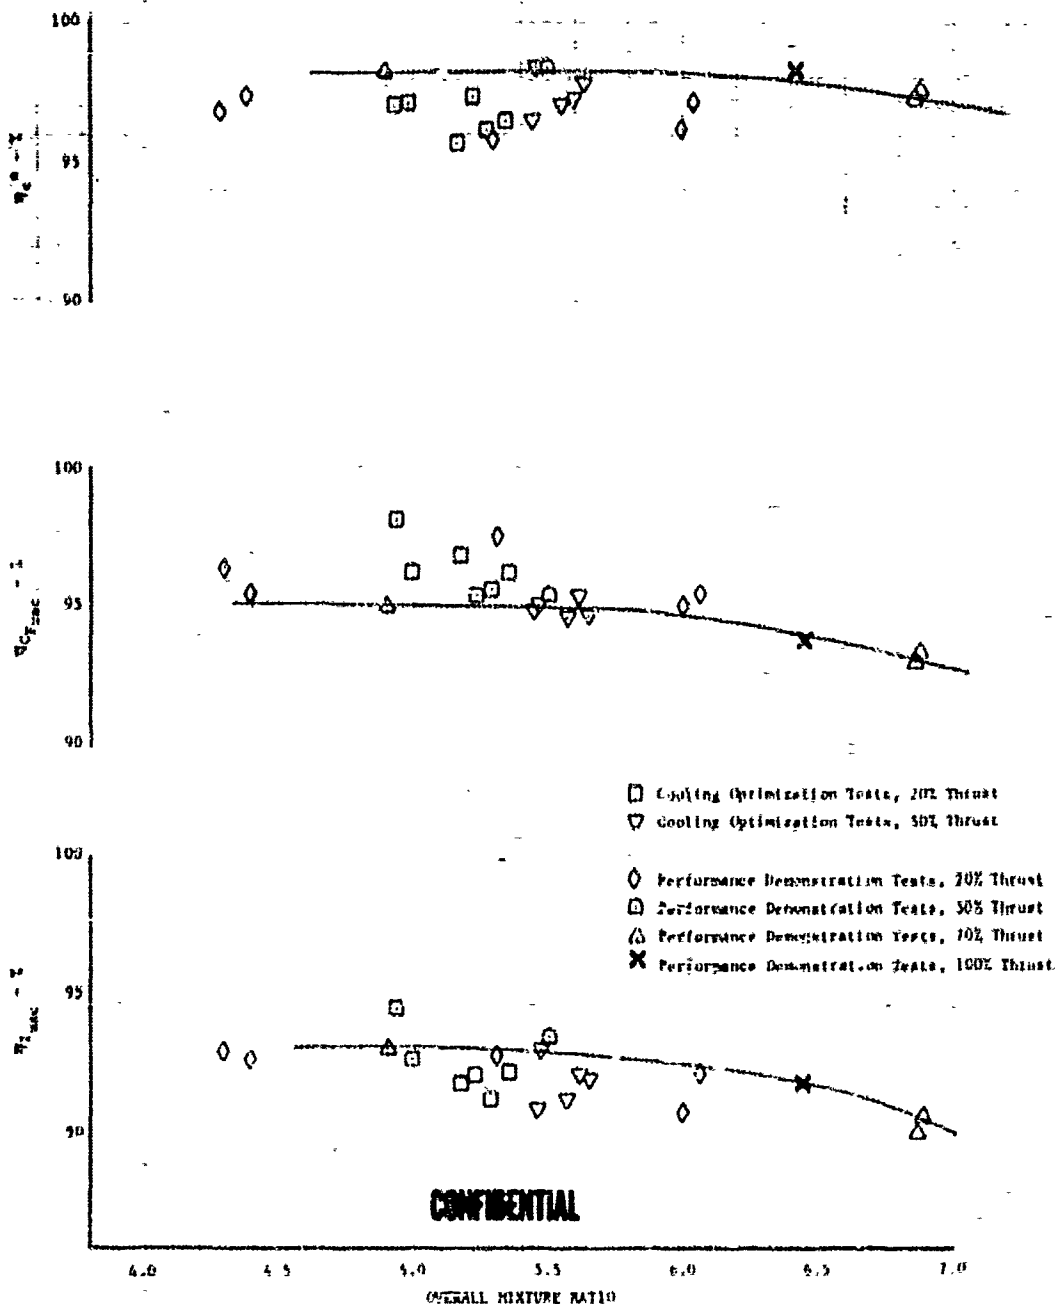 100
η_c* - %
95
90
100
95
90
Cooling Optimization Tests, 20% Thrust
Cooling Optimization Tests, 50% Thrust
100
Performance Demonstration Tests, 20% Thrust
Performance Demonstration Tests, 50% Thrust
Performance Demonstration Tests, 70% Thrust
Performance Demonstration Tests, 100% Thrust
95
90
CONFIDENTIAL
4.0 4.5 5.0 5.5 6.0 6.5 7.0
OVERALL MIXTURE RATIO